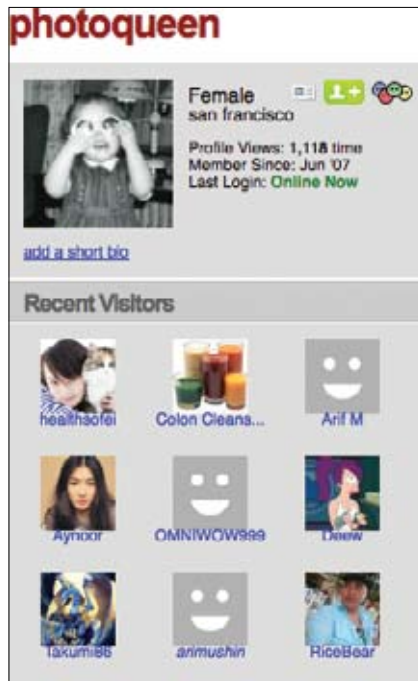 photoqueen
Female
san francisco
Profile Views: 1,118 time
Member Since: Jun '07
Last Login: Online Now
add a short bio
Recent Visitors
healthsofei Colon Cleans... Arif M
Aynoor OMNIWOW999 Deew
Takumi86 arimushin RiceBear